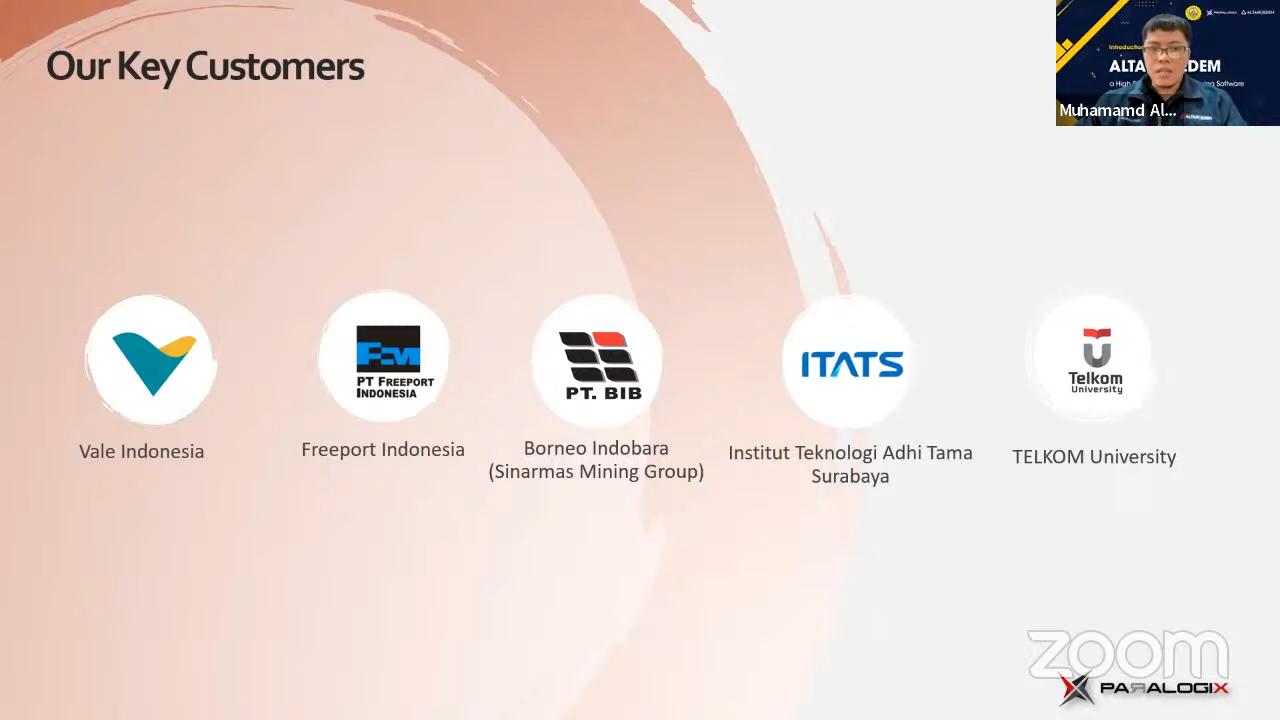 Our Key Customers
ALTA
EDEM
Muhamamd Al...
PT FREEPORT
INDONESIA
PT. BIB
ITATS
Telkom
University
Vale Indonesia
Freeport Indonesia
Borneo Indobara
(Sinarmas Mining Group)
Institut Teknologi Adhi Tama
Surabaya
TELKOM University
zoom
PARALOGIX